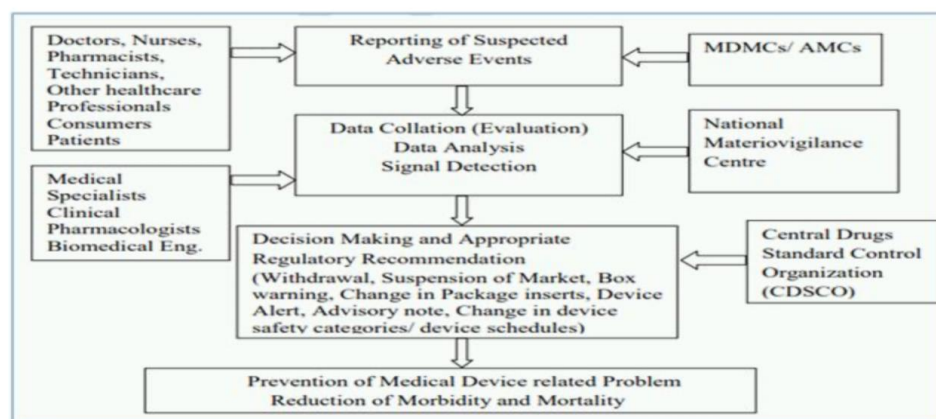 Doctors, Nurses,
Pharmacists,
Technicians,
Other healthcare
Professionals
Consumers
Patients
Reporting of Suspected
Adverse Events
MDMCs/ AMCs
Data Collation (Evaluation)
Data Analysis
Signal Detection
National
Materiovigilance
Centre
Medical
Specialists
Clinical
Pharmacologists
Biomedical Eng.
Decision Making and Appropriate
Regulatory Recommendation
(Withdrawal, Suspension of Market, Box
warning, Change in Package inserts, Device
Alert, Advisory note, Change in device
safety categories/ device schedules)
Central Drugs
Standard Control
Organization
(CDSCO)
Prevention of Medical Device related Problem
Reduction of Morbidity and Mortality